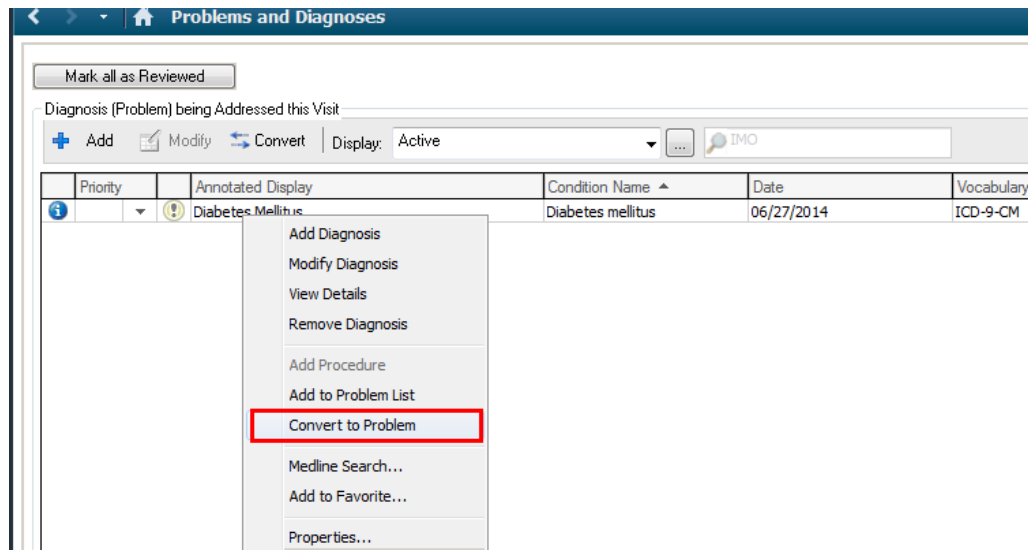 Problems and Diagnoses
Mark all as Reviewed
Diagnosis (Problem) being Addressed this Visit
Add Modify Convert Display: Active ... IMO
Priority Annotated Display Condition Name Date Vocabulary
Diabetes Mellitus Diabetes mellitus 06/27/2014 ICD-9-CM
Add Diagnosis
Modify Diagnosis
View Details
Remove Diagnosis
Add Procedure
Add to Problem List
Convert to Problem
Medline Search...
Add to Favorite...
Properties...